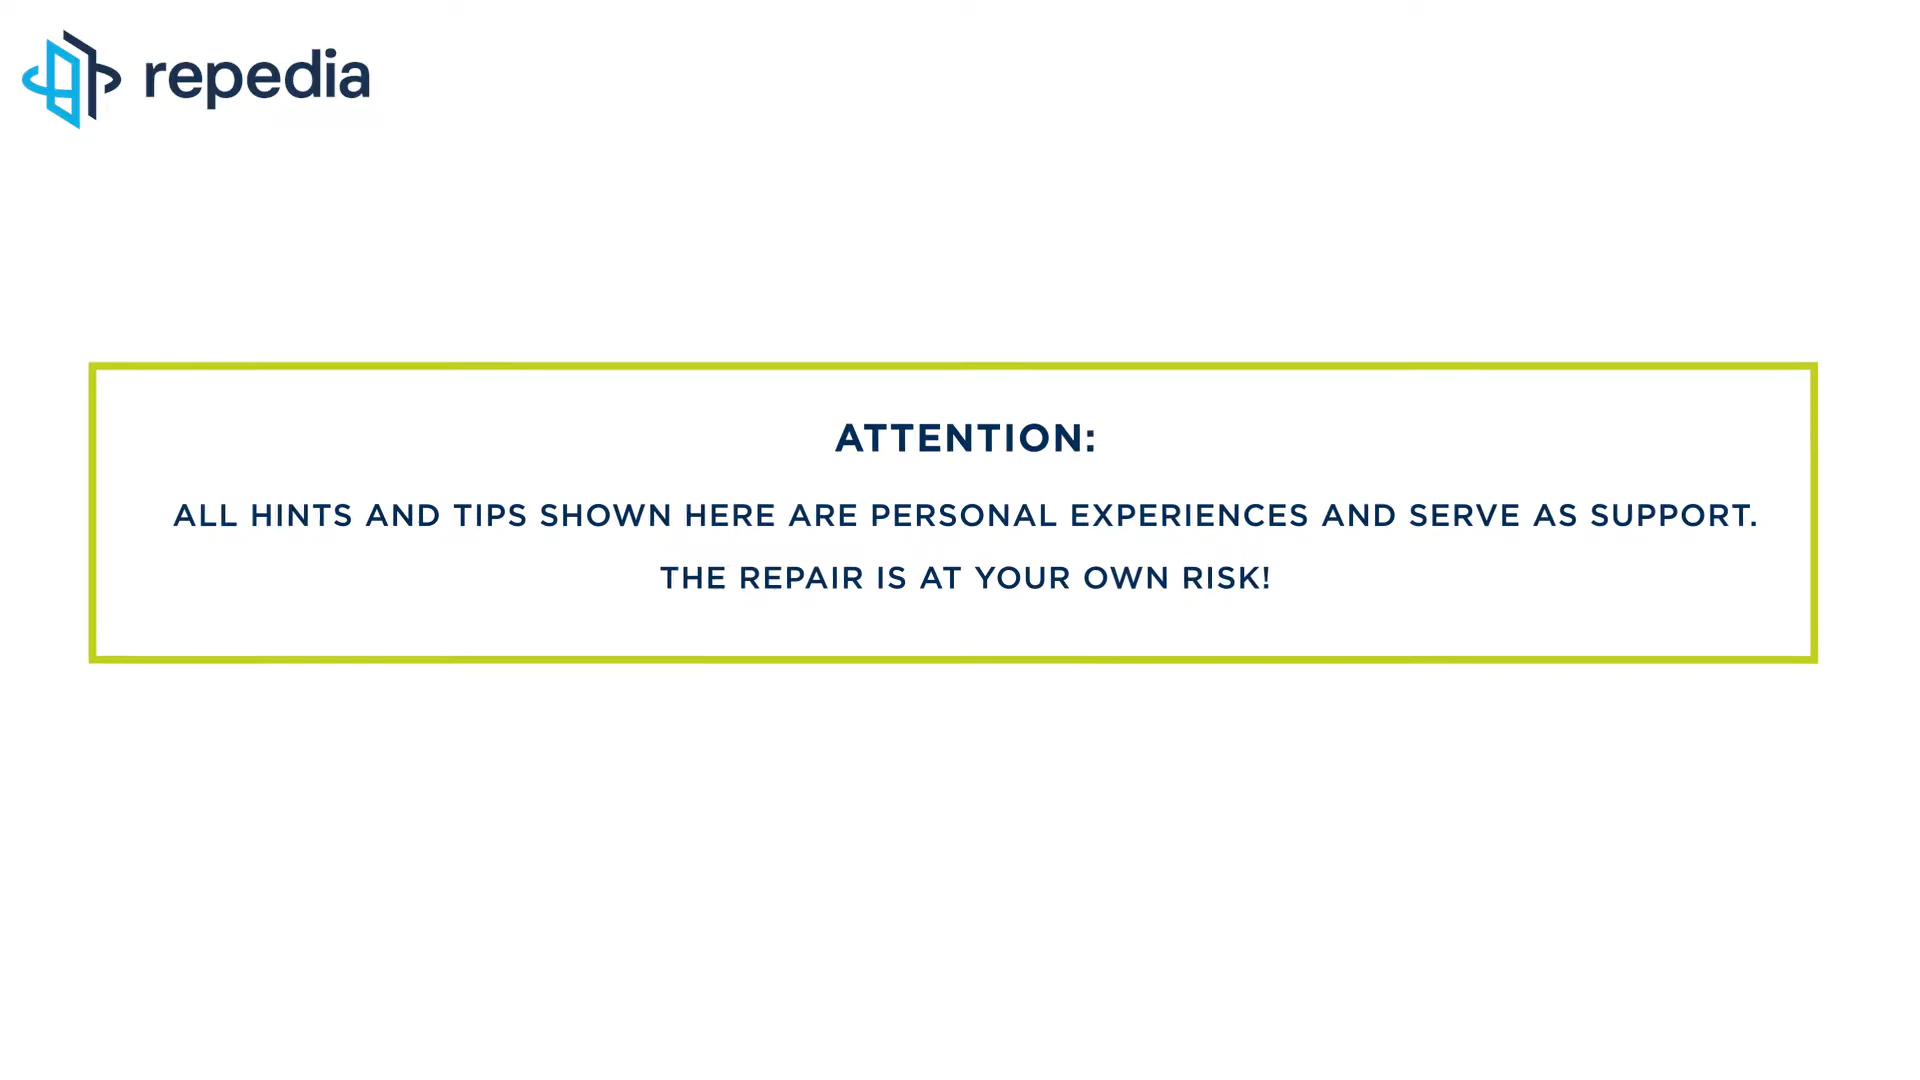 repedia
ATTENTION:
ALL HINTS AND TIPS SHOWN HERE ARE PERSONAL EXPERIENCES AND SERVE AS SUPPORT.
THE REPAIR IS AT YOUR OWN RISK!